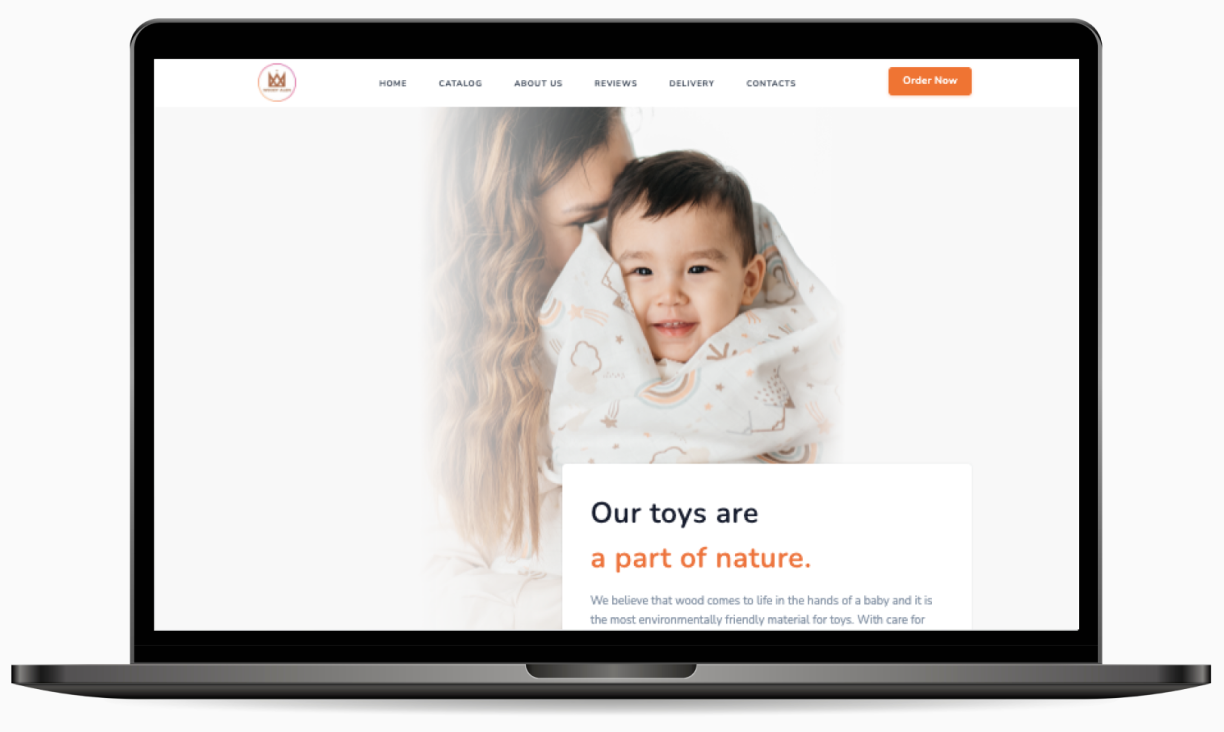 HOME CATALOG ABOUT US REVIEWS DELIVERY CONTACTS Order Now
Our toys are
a part of nature.
We believe that wood comes to life in the hands of a baby and it is
the most environmentally friendly material for toys. With care for